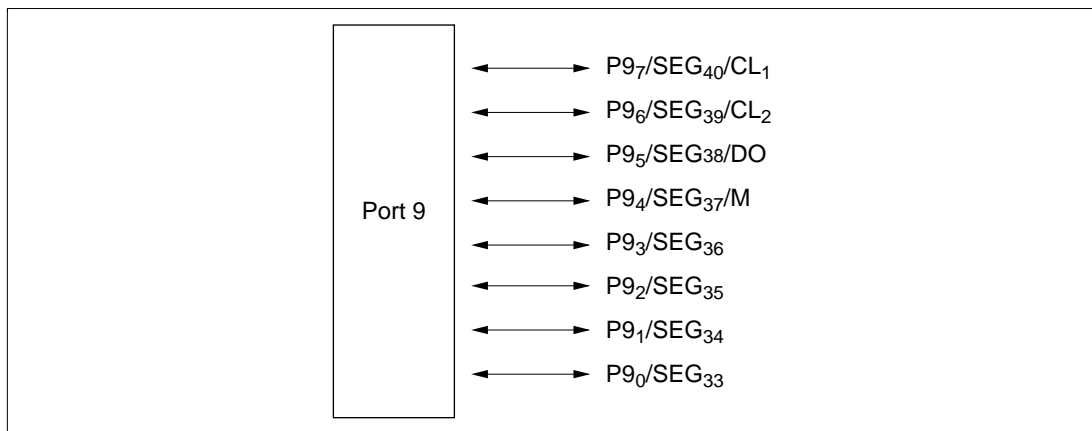 P9₇/SEG₄₀/CL₁
P9₆/SEG₃₉/CL₂
P9₅/SEG38/DO
P9₄/SEG₃₇/M
Port 9
P9₃/SEG₃₆
P9₂/SEG₃₅
P9₁/SEG₃₄
P9₀/SEG₃₃